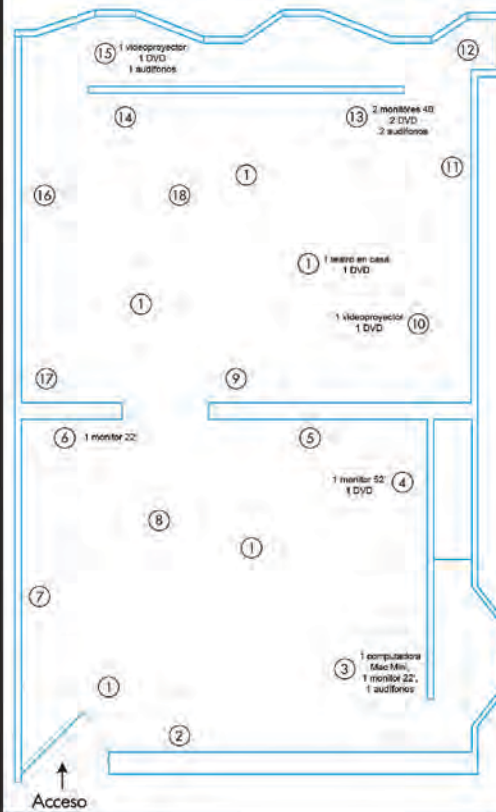 15 1 videoproyector
1 DVD
1 audífonos
12
14
13 2 monitores 40'
2 DVD
2 audífonos
11
1
16
18
1 1 teatro en casa
1 DVD
1
1 videoproyector
1 DVD 10
17
9
6 1 monitor 22'
5
1 monitor 52'
1 DVD 4
8
1
7
3 1 computadora
Mac Mini,
1 monitor 22',
1 audífonos
1
2
Acceso